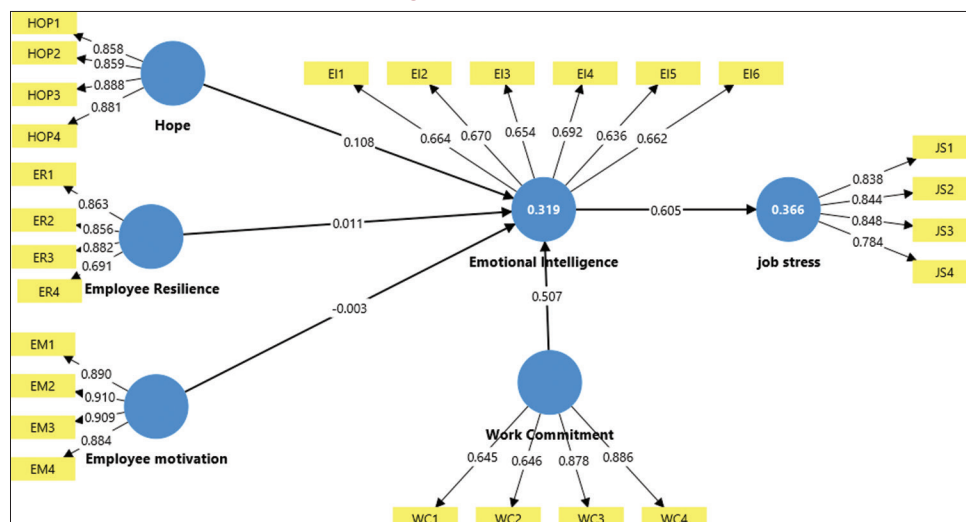 HOP1
0.858
HOP2
0.859
HOP3
0.888
0.881
HOP4
Hope
EI1
EI2
EI3
EI4
EI5
EI6
0.664
0.670
0.654
0.692
0.636
0.662
0.108
ER1
0.863
ER2
0.856
ER3
0.882
0.691
ER4
Employee Resilience
0.011
0.319
Emotional Intelligence
0.605
0.366
job stress
JS1
0.838
JS2
0.844
0.848
JS3
0.784
JS4
-0.003
0.507
EM1
0.890
EM2
0.910
EM3
0.909
0.884
EM4
Employee motivation
Work Commitment
0.645
0.646
0.878
0.886
WC1
WC2
WC3
WC4